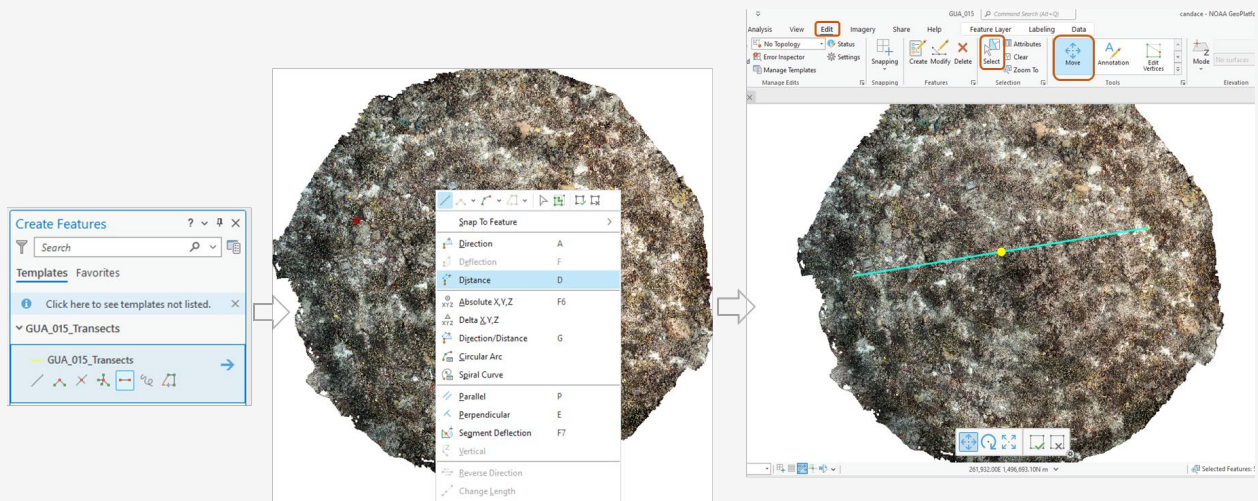 Create Features
Search
Templates Favorites
Click here to see templates not listed.
GUA_015_Transects
GUA_015_Transects
Snap To Feature
Direction A
Deflection F
Distance D
Absolute X,Y,Z F6
Delta X,Y,Z
Direction/Distance G
Circular Arc
Spiral Curve
Parallel P
Perpendicular E
Segment Deflection F7
Vertical
Reverse Direction
Change Length
GUA_015 Command Search (Alt+Q) candace - NOAA GeoPlatf
Analysis View Edit Imagery Share Help Feature Layer Labeling Data
No Topology Status
Error Inspector Settings
Manage Templates
Snapping Create Modify Delete Select
Attributes
Clear
Zoom To
Move Annotation Edit Vertices
Mode No surfaces
Manage Edits Snapping Features Selection Tools Elevation
261,932.00E 1,496,693.10N m Selected Features: